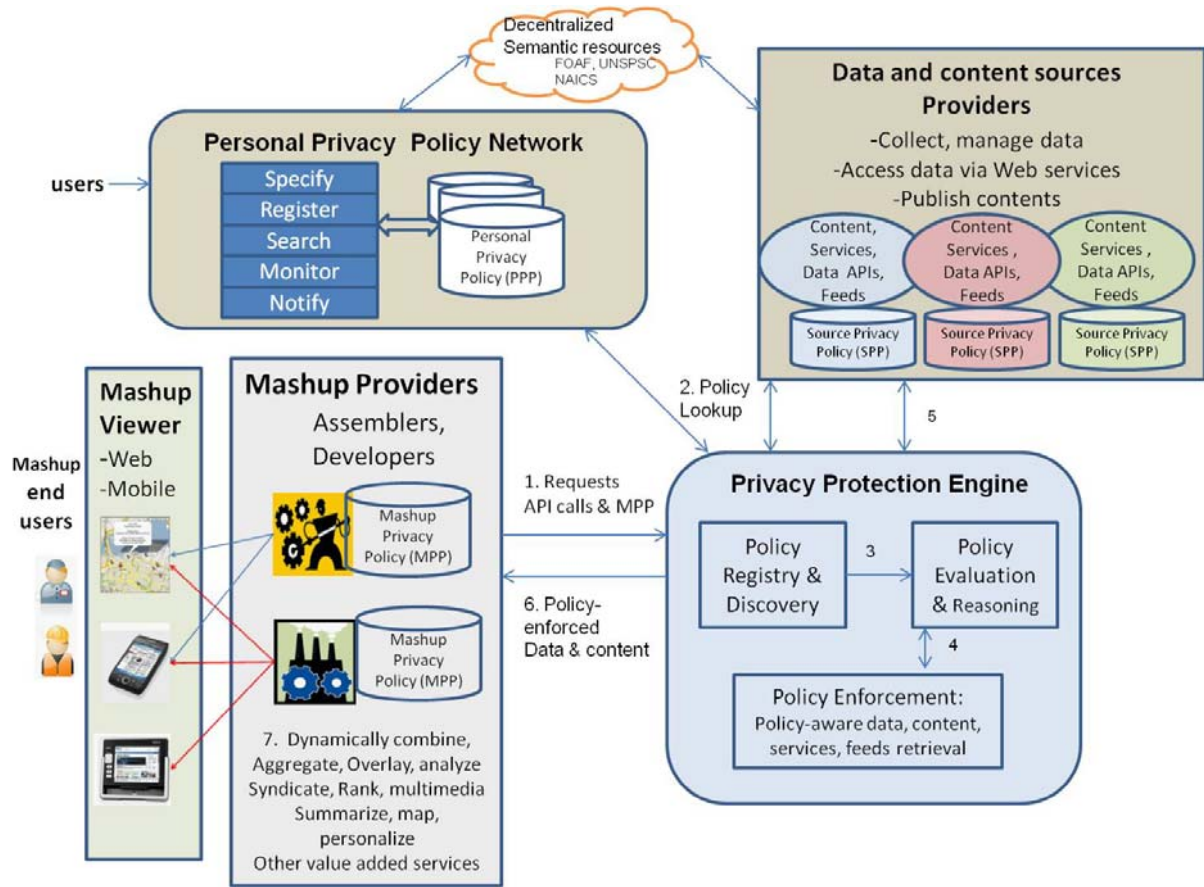 Decentralized
Semantic resources
FOAF, UNSPSC
NAICS
Personal Privacy Policy Network
users
Specify
Register
Search
Monitor
Notify
Personal
Privacy
Policy (PPP)
Data and content sources
Providers
-Collect, manage data
-Access data via Web services
-Publish contents
Content,
Services,
Data APIs,
Feeds
Content
Services ,
Data APIs,
Feeds
Content
Services ,
Data APIs,
Feeds
Source Privacy
Policy (SPP)
Source Privacy
Policy (SPP)
Source Privacy
Policy (SPP)
2. Policy
Lookup
5
Mashup
end
users
Mashup
Viewer
-Web
-Mobile
Mashup Providers
Assemblers,
Developers
Mashup
Privacy
Policy (MPP)
Mashup
Privacy
Policy (MPP)
7. Dynamically combine,
Aggregate, Overlay, analyze
Syndicate, Rank, multimedia
Summarize, map,
personalize
Other value added services
1. Requests
API calls & MPP
6. Policy-
enforced
Data & content
Privacy Protection Engine
Policy
Registry &
Discovery
3
Policy
Evaluation
& Reasoning
4
Policy Enforcement:
Policy-aware data, content,
services, feeds retrieval